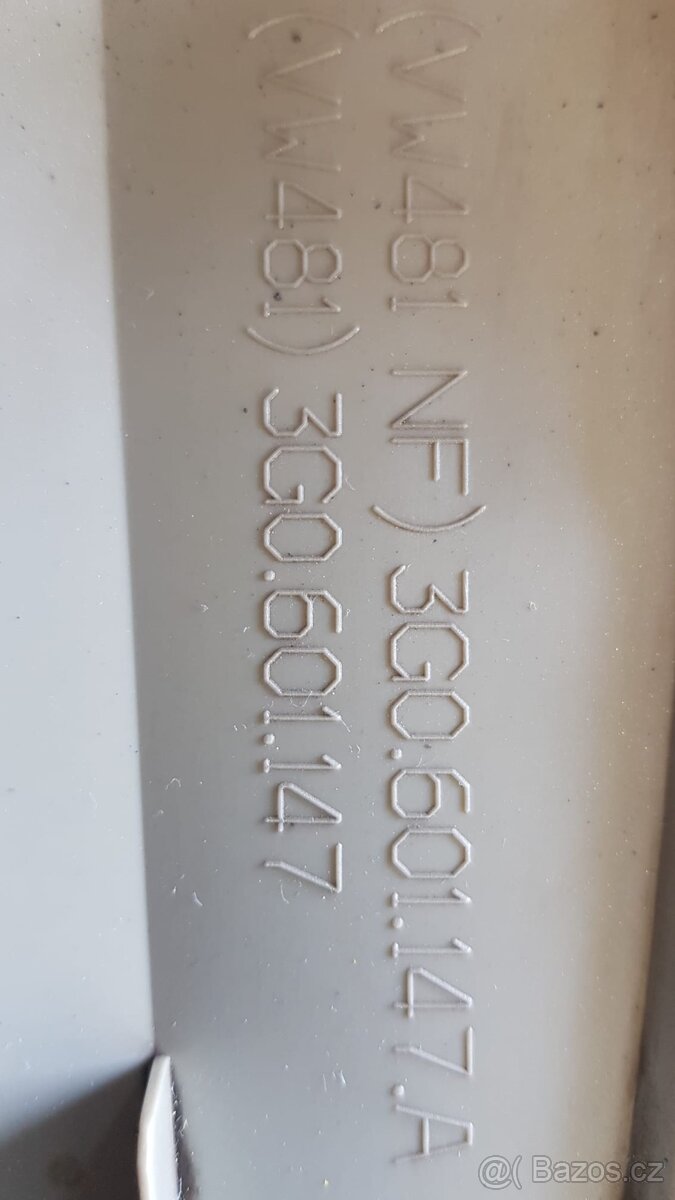 (VW481 NF) 3G0.601.147.A
(VW481) 3G0.601.147
@( Bazos.cz